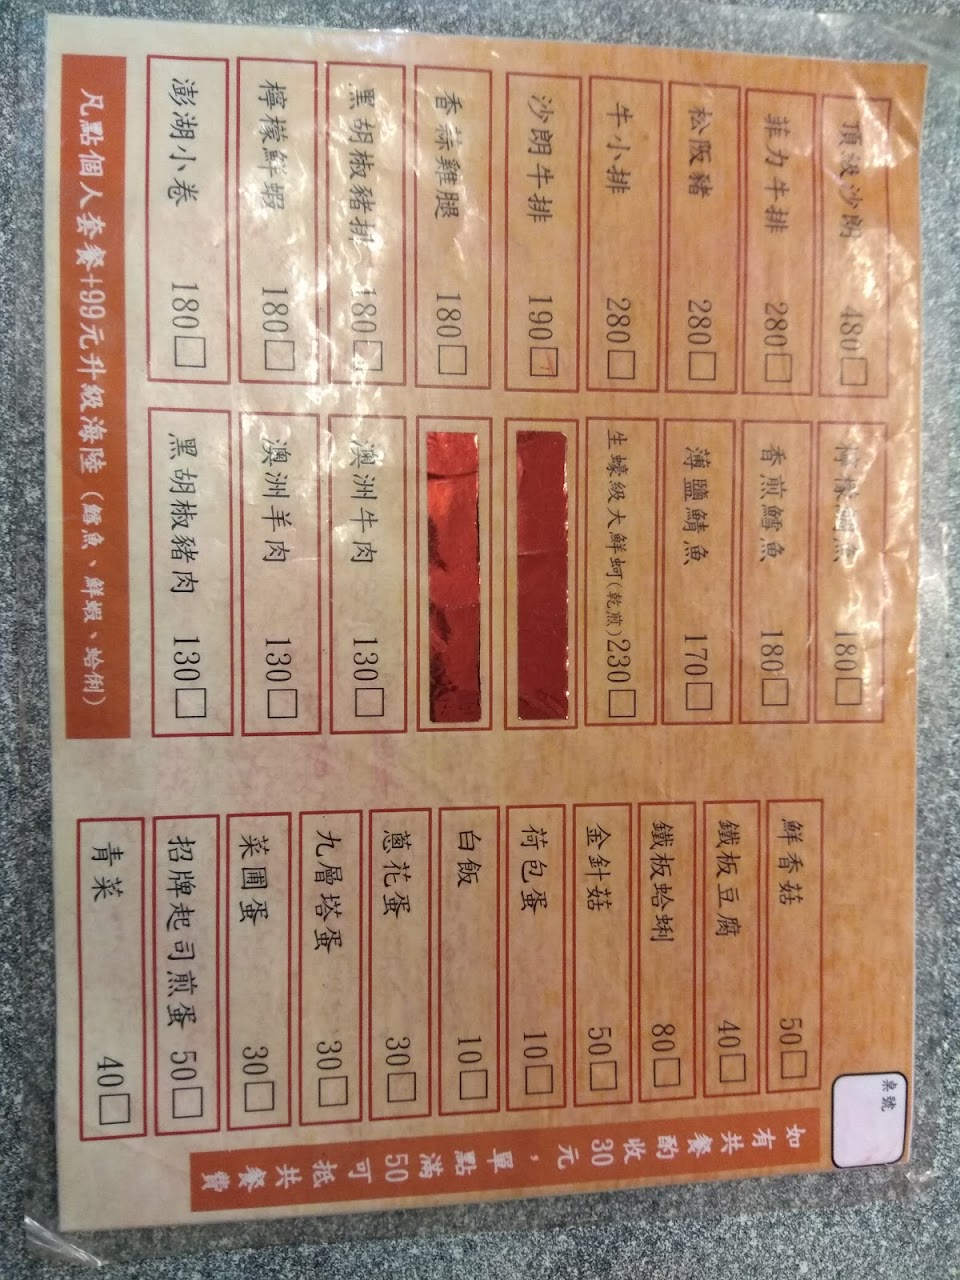 頂級沙朗 480
菲力牛排 280
松阪豬 280
牛小排 280
沙朗牛排 190
香蒜雞腿 180
黑胡椒豬排 180
檸檬鮮蝦 180
澎湖小卷 180
檸檬鯛魚 180
香煎鱈魚 180
薄鹽鯖魚 170
生蠔級大鮮蚵(乾煎) 230
澳洲牛肉 130
澳洲羊肉 130
黑胡椒豬肉 130
凡點個人套餐+99元升級海陸（鱈魚、鮮蝦、蛤俐）
桌號
鮮香菇 50
鐵板豆腐 40
鐵板蛤蜊 80
金針菇 50
荷包蛋 10
白飯 10
蔥花蛋 30
九層塔蛋 30
菜圃蛋 30
招牌起司煎蛋 50
青菜 40
如有共餐酌收30元，單點滿50可抵共餐費